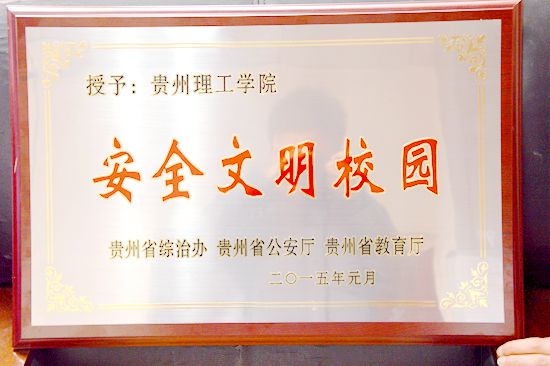 授予：贵州理工学院
安全文明校园
贵州省综治办 贵州省公安厅 贵州省教育厅
二〇一五年元月